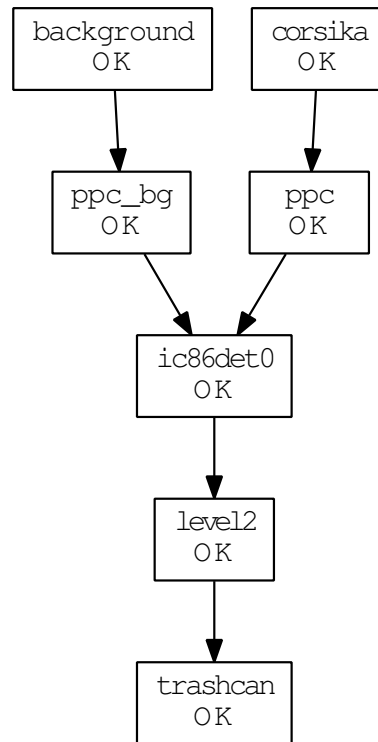 background
OK
corsika
OK
ppc_bg
OK
ppc
OK
ic86det0
OK
level2
OK
trashcan
OK